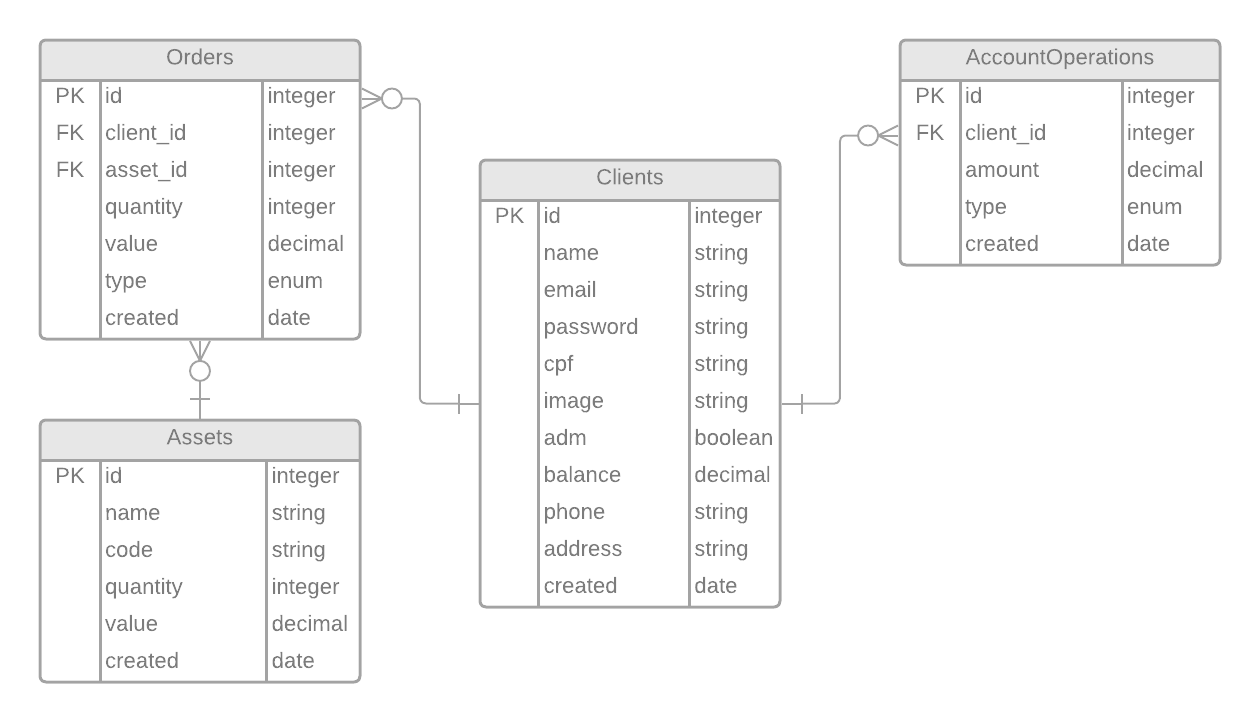 Orders
PK id integer
FK client_id integer
FK asset_id integer
quantity integer
value decimal
type enum
created date
Assets
PK id integer
name string
code string
quantity integer
value decimal
created date
Clients
PK id integer
name string
email string
password string
cpf string
image string
adm boolean
balance decimal
phone string
address string
created date
AccountOperations
PK id integer
FK client_id integer
amount decimal
type enum
created date